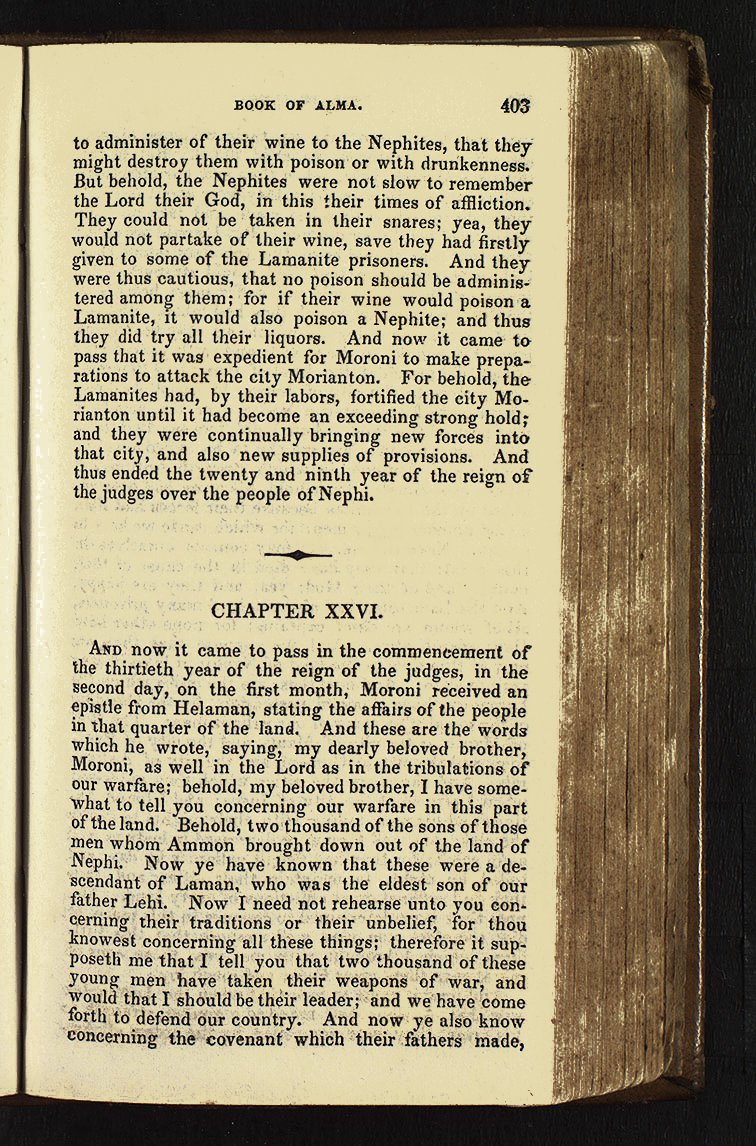 BOOK OF ALMA. 403
to administer of their wine to the Nephites, that they
might destroy them with poison or with drunkenness.
But behold, the Nephites were not slow to remember
the Lord their God, in this their times of affliction.
They could not be taken in their snares; yea, they
would not partake of their wine, save they had firstly
given to some of the Lamanite prisoners. And they
were thus cautious, that no poison should be adminis-
tered among them; for if their wine would poison a
Lamanite, it would also poison a Nephite; and thus
they did try all their liquors. And now it came to
pass that it was expedient for Moroni to make prepa-
rations to attack the city Morianton. For behold, the
Lamanites had, by their labors, fortified the city Mo-
rianton until it had become an exceeding strong hold;
and they were continually bringing new forces into
that city, and also new supplies of provisions. And
thus ended the twenty and ninth year of the reign of
the judges over the people of Nephi.
CHAPTER XXVI.
AND now it came to pass in the commencement of
the thirtieth year of the reign of the judges, in the
second day, on the first month, Moroni received an
epistle from Helaman, stating the affairs of the people
in that quarter of the land. And these are the words
which he wrote, saying, my dearly beloved brother,
Moroni, as well in the Lord as in the tribulations of
our warfare; behold, my beloved brother, I have some-
what to tell you concerning our warfare in this part
of the land. Behold, two thousand of the sons of those
men whom Ammon brought down out of the land of
Nephi. Now ye have known that these were a de-
scendant of Laman, who was the eldest son of our
father Lehi. Now I need not rehearse unto you con-
cerning their traditions or their unbelief, for thou
knowest concerning all these things; therefore it sup-
poseth me that I tell you that two thousand of these
young men have taken their weapons of war, and
would that I should be their leader; and we have come
forth to defend our country. And now ye also know
concerning the covenant which their fathers made,